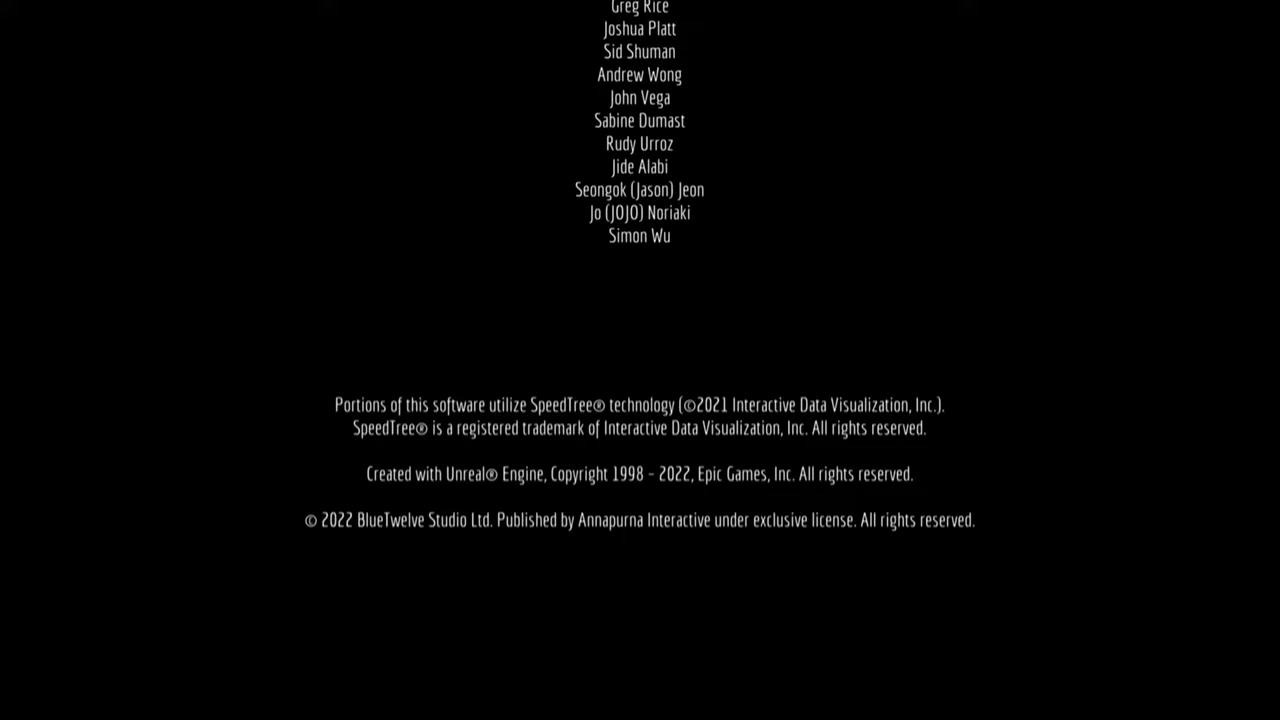 Greg Rice
Joshua Platt
Sid Shuman
Andrew Wong
John Vega
Sabine Dumast
Rudy Urroz
Jide Alabi
Seongok (Jason) Jeon
Jo (JOJO) Noriaki
Simon Wu
Portions of this software utilize SpeedTree® technology (©2021 Interactive Data Visualization, Inc.).
SpeedTree® is a registered trademark of Interactive Data Visualization, Inc. All rights reserved.
Created with Unreal® Engine, Copyright 1998 - 2022, Epic Games, Inc. All rights reserved.
© 2022 BlueTwelve Studio Ltd. Published by Annapurna Interactive under exclusive license. All rights reserved.